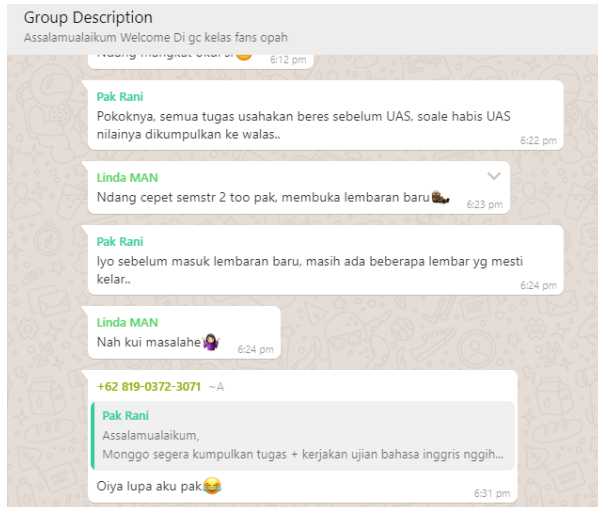 Group Description
Assalamualaikum Welcome Di gc kelas fans opah
Ndang mangkat 6:12 pm
Pak Rani
Pokoknya, semua tugas usahakan beres sebelum UAS, soale habis UAS
nilainya dikumpulkan ke walas..
6:22 pm
Linda MAN
Ndang cepet semstr 2 too pak, membuka lembaran baru
6:23 pm
Pak Rani
Iyo sebelum masuk lembaran baru, masih ada beberapa lembar yg mesti
kelar..
6:24 pm
Linda MAN
Nah kui masalahe
6:24 pm
+62 819-0372-3071 ~A
Pak Rani
Assalamualaikum,
Monggo segera kumpulkan tugas + kerjakan ujian bahasa inggris nggih...
Oiya lupa aku pak😂
6:31 pm